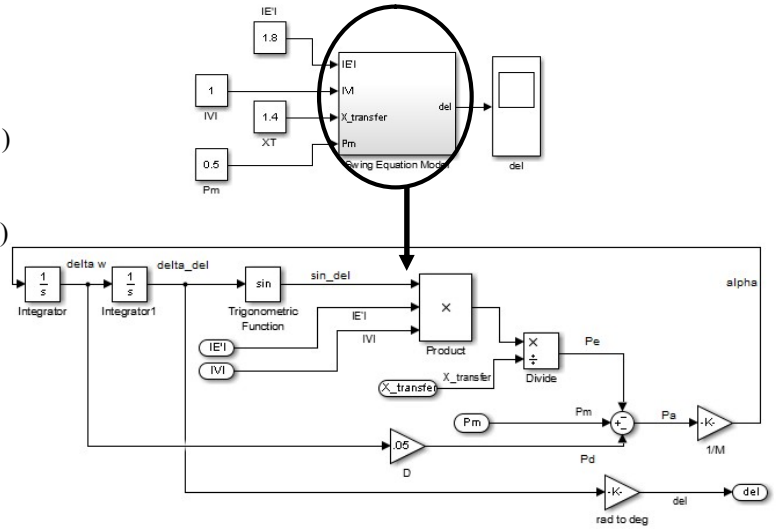 IE'I
1.8
IE'I
1
IVI
IVI
del
1.4
X_transfer
XT
)
Pm
0.5
Swing Equation Model
del
Pm
)
delta w
delta_del
alpha
1
s
1
s
sin
sin_del
×
Integrator
Integrator1
Trigonometric
Function
IE'I
IVI
IE'I
IVI
Product
×
÷
Pe
X_transfer
X_transfer
Divide
Pm
Pm
+
−
−
Pa
-K-
1/M
.05
D
Pd
-K-
rad to deg
del
del